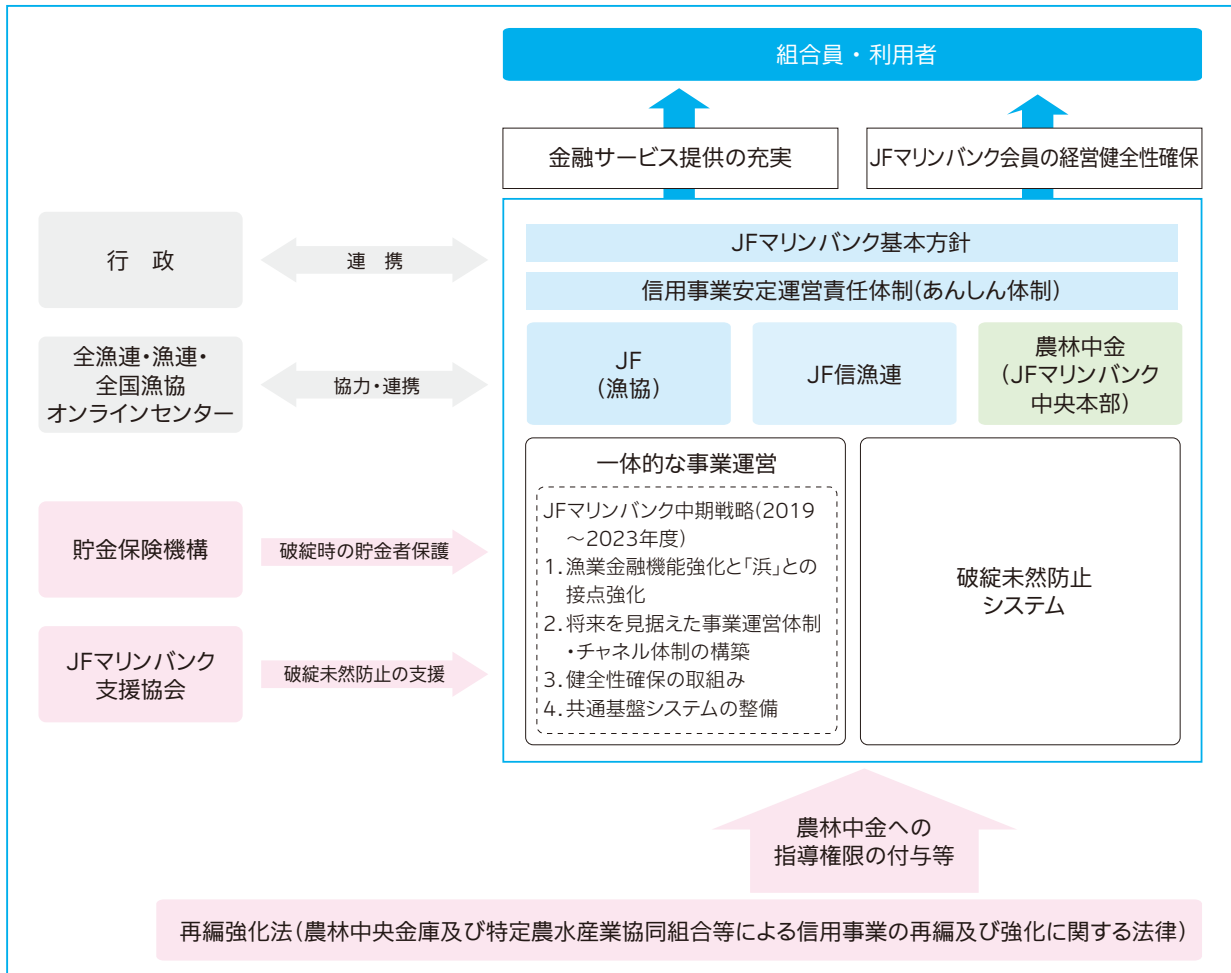 組合員・利用者
金融サービス提供の充実
JFマリンバンク会員の経営健全性確保
行　政
連　携
JFマリンバンク基本方針
信用事業安定運営責任体制(あんしん体制)
全漁連・漁連・
全国漁協
オンラインセンター
協力・連携
JF
(漁協)
JF信漁連
農林中金
(JFマリンバンク
中央本部)
一体的な事業運営
JFマリンバンク中期戦略(2019
～2023年度)
1.漁業金融機能強化と「浜」との
接点強化
2.将来を見据えた事業運営体制
・チャネル体制の構築
3.健全性確保の取組み
4.共通基盤システムの整備
破綻未然防止
システム
貯金保険機構
破綻時の貯金者保護
JFマリンバンク
支援協会
破綻未然防止の支援
農林中金への
指導権限の付与等
再編強化法(農林中央金庫及び特定農水産業協同組合等による信用事業の再編及び強化に関する法律)